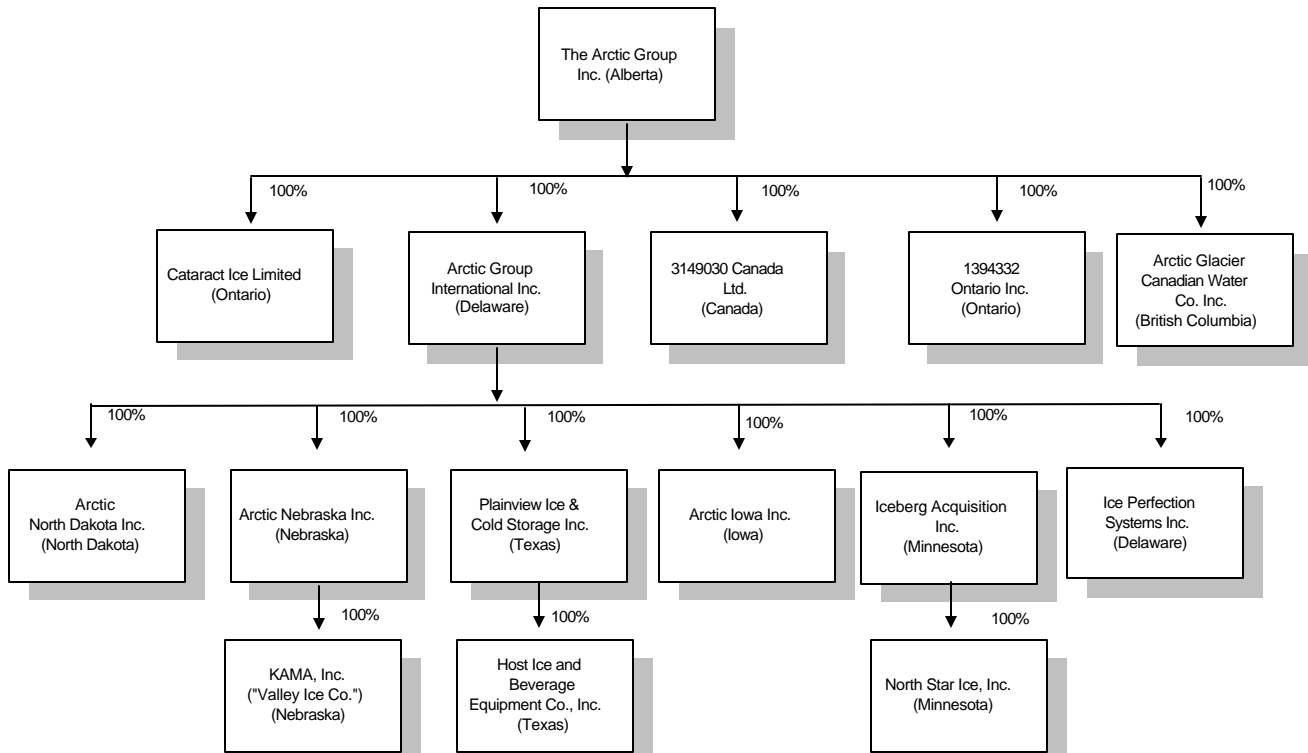 The Arctic Group
Inc. (Alberta)
100%
100%
100%
100%
100%
Cataract Ice Limited
(Ontario)
Arctic Group
International Inc.
(Delaware)
3149030 Canada
Ltd.
(Canada)
1394332
Ontario Inc.
(Ontario)
Arctic Glacier
Canadian Water
Co. Inc.
(British Columbia)
100%
100%
100%
100%
100%
100%
Arctic
North Dakota Inc.
(North Dakota)
Arctic Nebraska Inc.
(Nebraska)
Plainview Ice &
Cold Storage Inc.
(Texas)
Arctic Iowa Inc.
(Iowa)
Iceberg Acquisition
Inc.
(Minnesota)
Ice Perfection
Systems Inc.
(Delaware)
100%
100%
100%
KAMA, Inc.
("Valley Ice Co.")
(Nebraska)
Host Ice and
Beverage
Equipment Co., Inc.
(Texas)
North Star Ice, Inc.
(Minnesota)